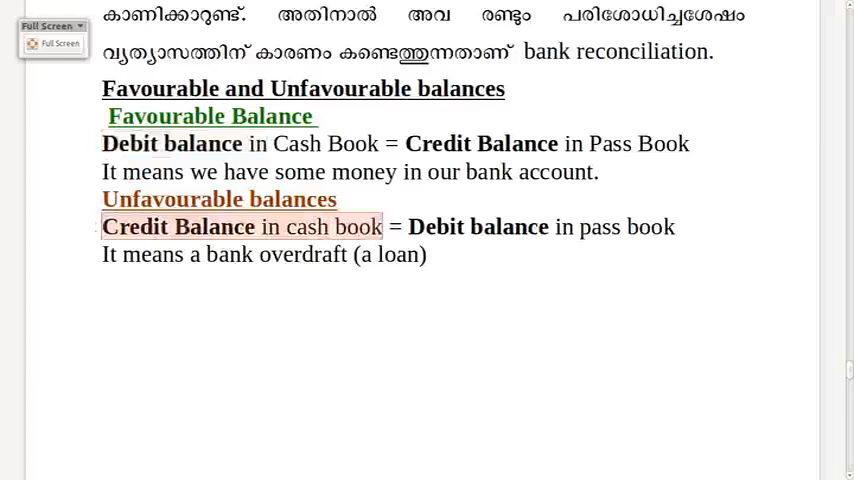 കാണിക്കാറുണ്ട്. അതിനാൽ അവ രണ്ടും പരിശോധിച്ചശേഷം
Full Screen
Full Screen
വ്യത്യാസത്തിന് കാരണം കണ്ടെത്തുന്നതാണ് bank reconciliation.
Favourable and Unfavourable balances
Favourable Balance
Debit balance in Cash Book = Credit Balance in Pass Book
It means we have some money in our bank account.
Unfavourable balances
Credit Balance in cash book = Debit balance in pass book
It means a bank overdraft (a loan)